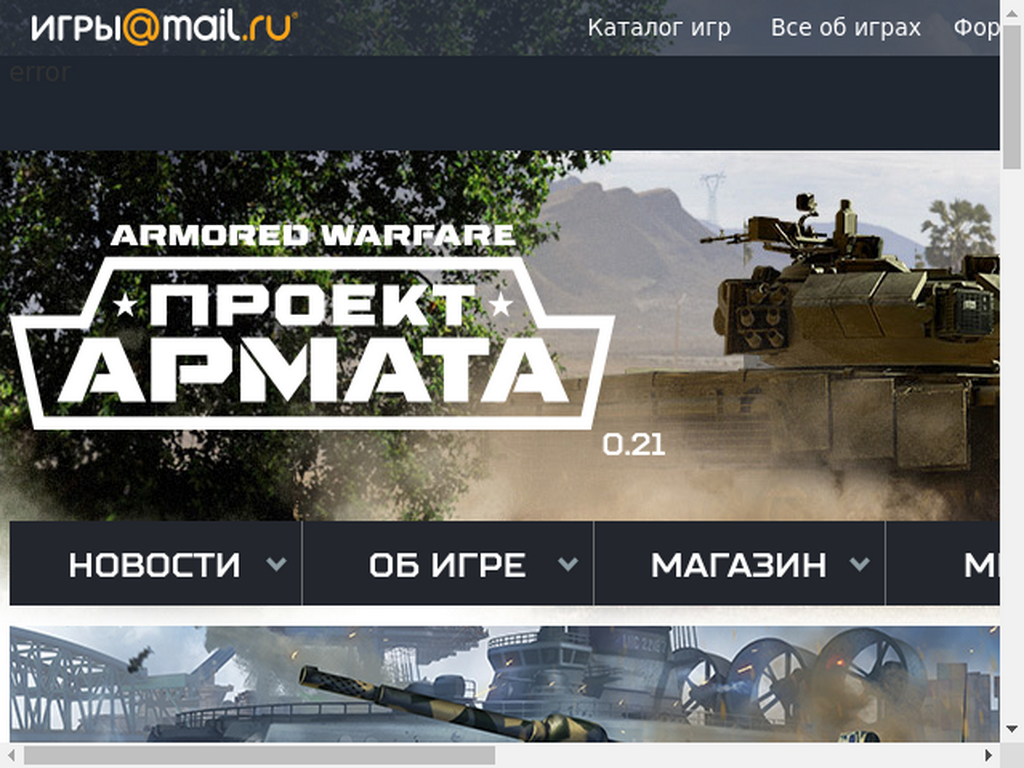 игры@mail.ru
Каталог игр
Все об играх
Фор
error
ARMORED WARFARE
ПРОЕКТ
АРМАТА
0.21
НОВОСТИ
ОБ ИГРЕ
МАГАЗИН